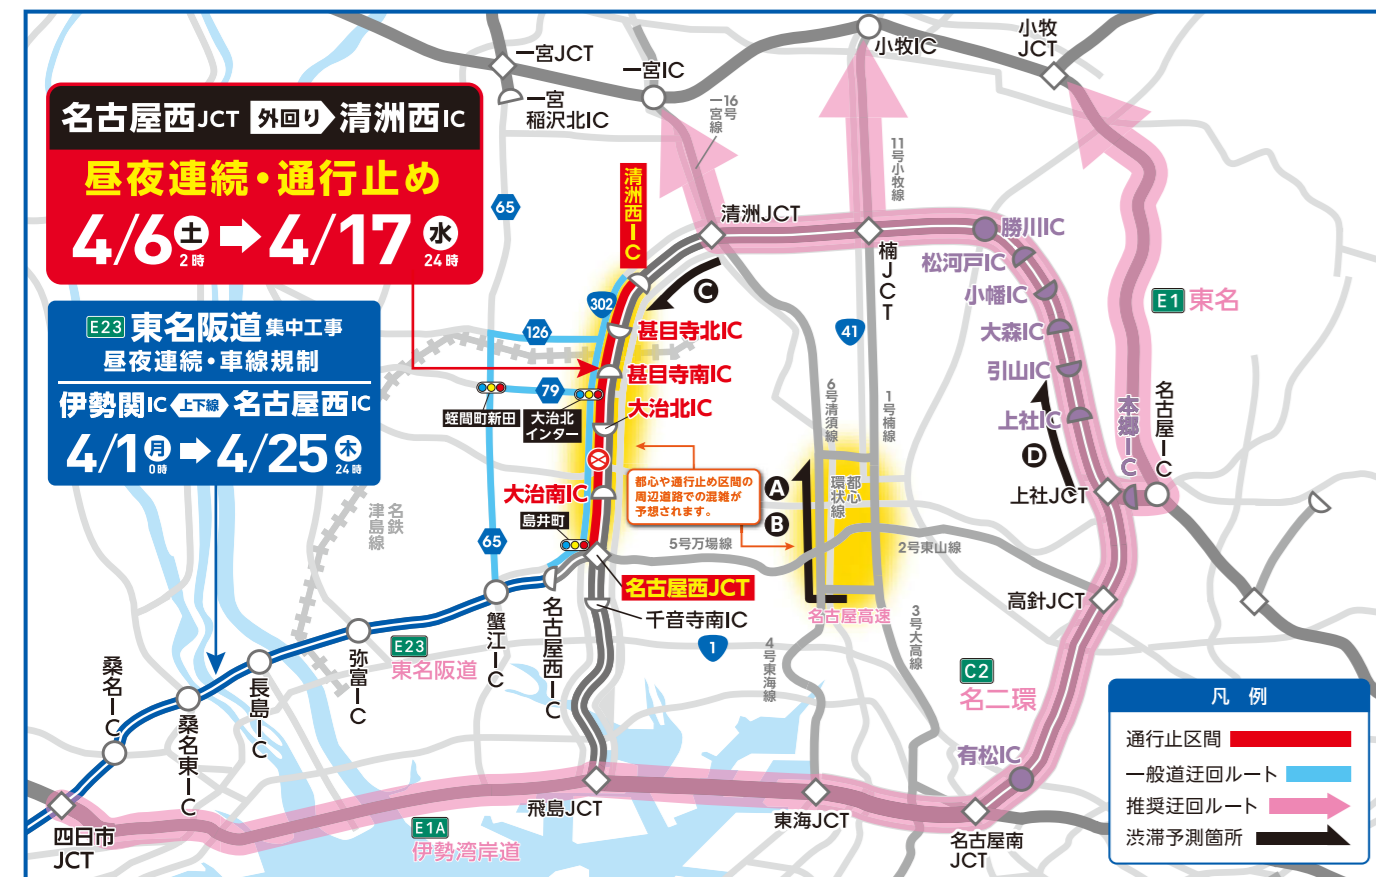 小牧IC
小牧
JCT
一宮JCT
一宮IC
一宮
稲沢北IC
16号
一宮線
11号小牧線
名古屋西JCT 外回り 清洲西IC
昼夜連続・通行止め
4/6土2時 4/17水24時
E23 東名阪道 集中工事
昼夜連続・車線規制
伊勢関IC 上下線 名古屋西IC
4/1月0時 4/25木24時
65
清洲西IC
清洲JCT
楠JCT
勝川IC
松河戸IC
小幡IC
大森IC
引山IC
上社IC
E1 東名
302
C
甚目寺北IC
126
甚目寺南IC
79
蛭間町新田
大治北
インター
大治北IC
41
6号清須線
1号楠線
本郷IC
名古屋IC
D
上社JCT
都心や通行止め区間の
周辺道路での混雑が
予想されます。
A
B
都心
環状線
大治南IC
島井町
名鉄
津島線
65
5号万場線
2号東山線
名古屋西JCT
千音寺南IC
名古屋高速
高針JCT
蟹江IC
名古屋西IC
1
3号大高線
4号東海線
E23
東名阪道
弥富IC
長島IC
桑名IC
桑名東IC
C2
名二環
有松IC
四日市
JCT
E1A
伊勢湾岸道
飛島JCT
東海JCT
名古屋南
JCT
凡 例
通行止区間
一般道迂回ルート
推奨迂回ルート
渋滞予測箇所